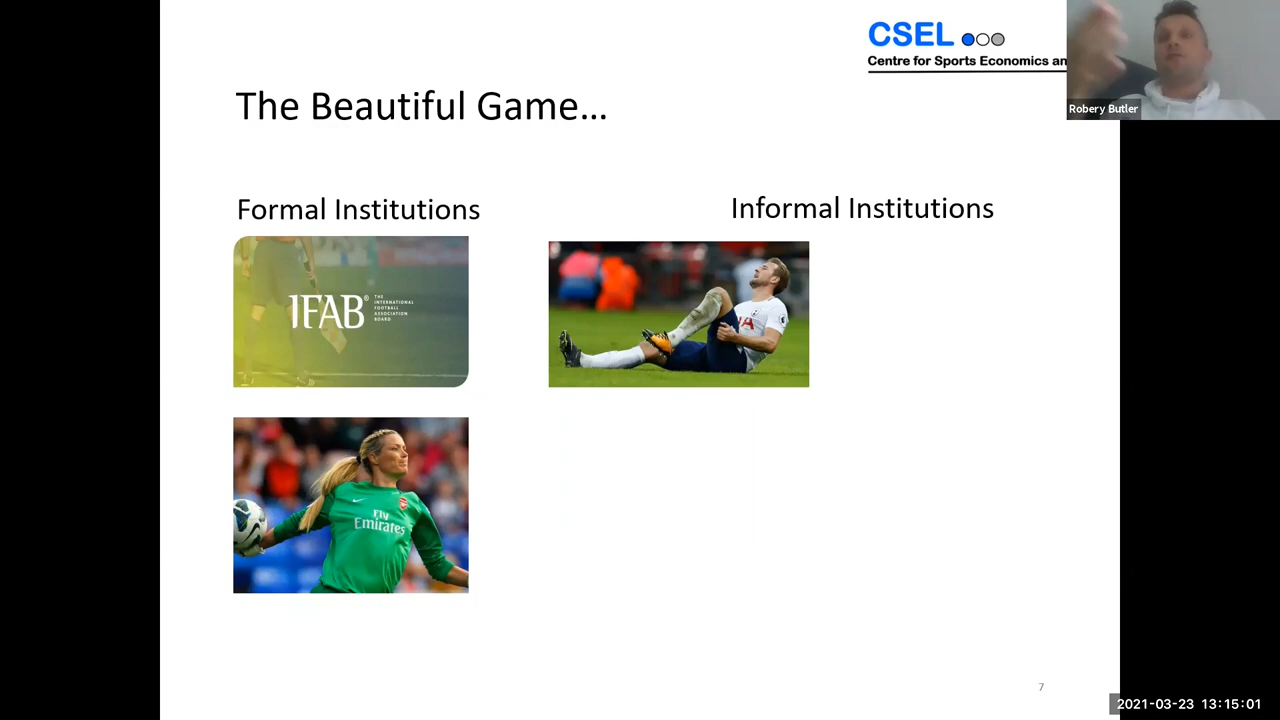 CSEL
Centre for Sports Economics an
Robery Butler
The Beautiful Game...
Formal Institutions
Informal Institutions
IFAB
THE
INTERNATIONAL
FOOTBALL
ASSOCIATION
BOARD
AIA
Fly
Emirates
7
2021-03-23 13:15:01